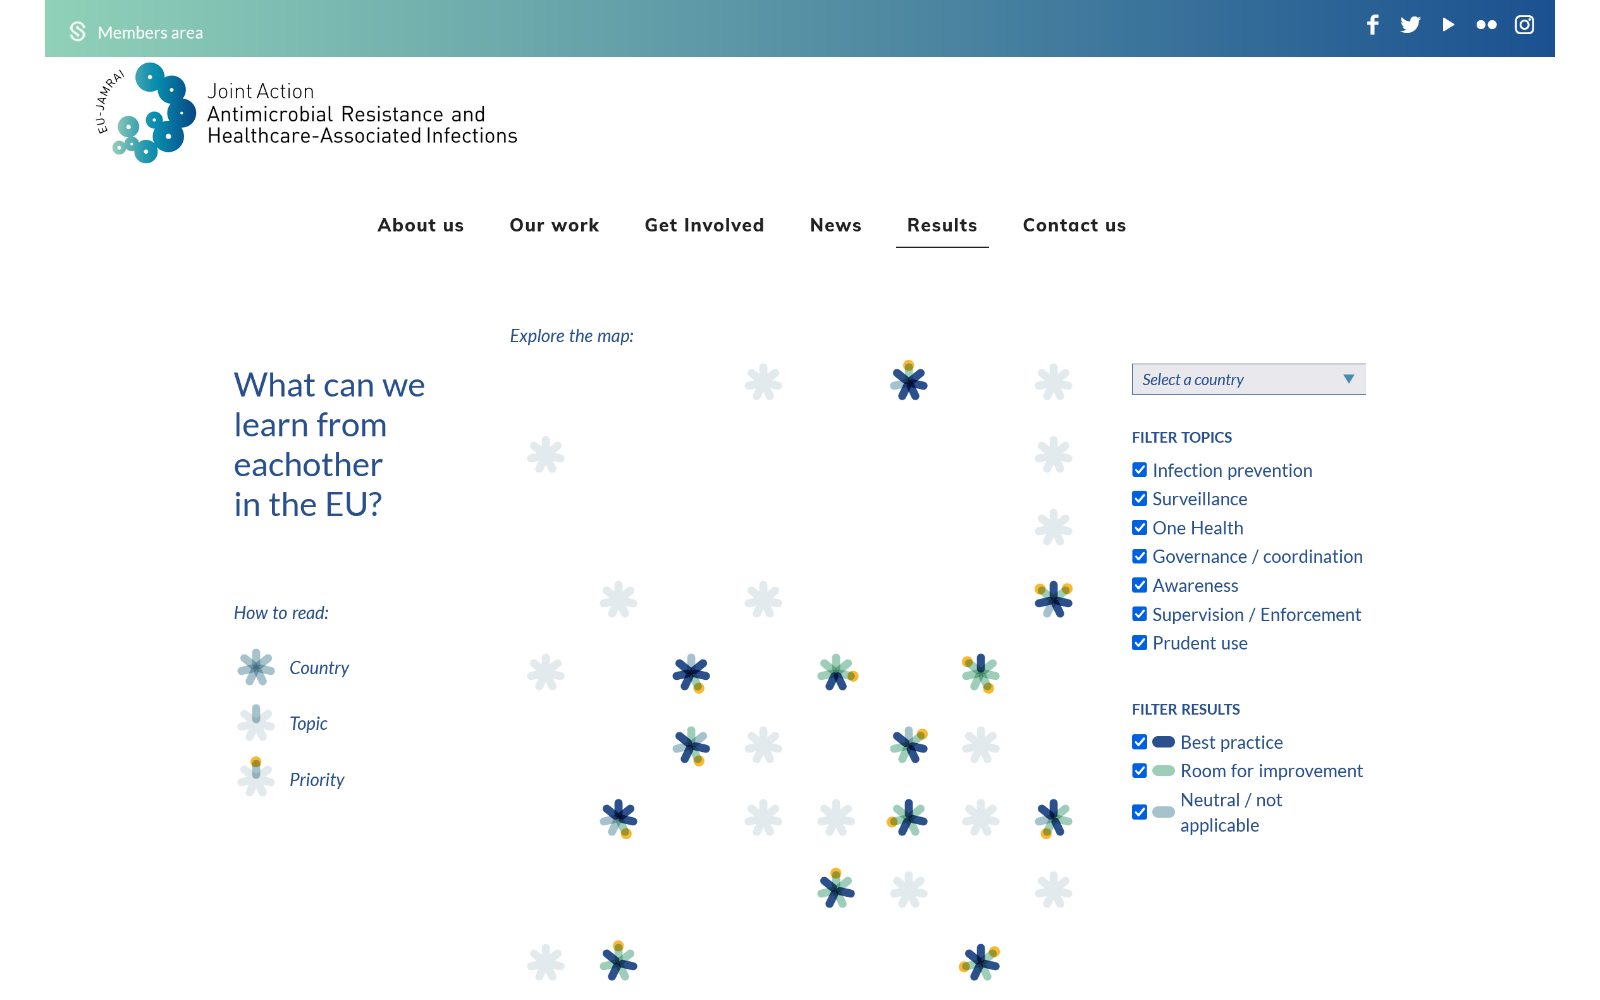 Members area
EU-JAMRAI
Joint Action
Antimicrobial Resistance and
Healthcare-Associated Infections
About us
Our work
Get Involved
News
Results
Contact us
Explore the map:
What can we
learn from
eachother
in the EU?
How to read:
Country
Topic
Priority
Select a country
FILTER TOPICS
Infection prevention
Surveillance
One Health
Governance / coordination
Awareness
Supervision / Enforcement
Prudent use
FILTER RESULTS
Best practice
Room for improvement
Neutral / not
applicable